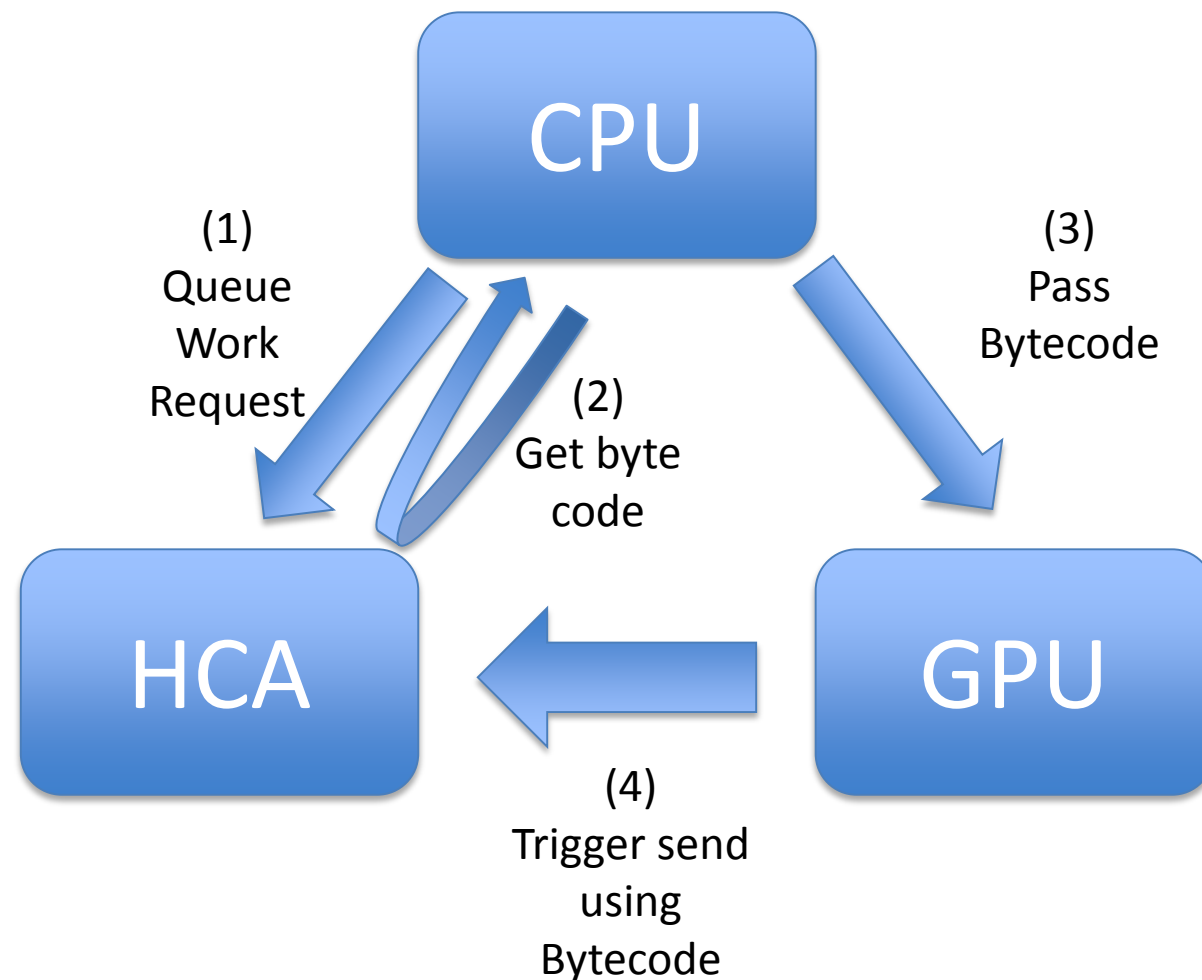 CPU
(1)
Queue
Work
Request
(2)
Get byte
code
(3)
Pass
Bytecode
HCA
GPU
(4)
Trigger send
using
Bytecode